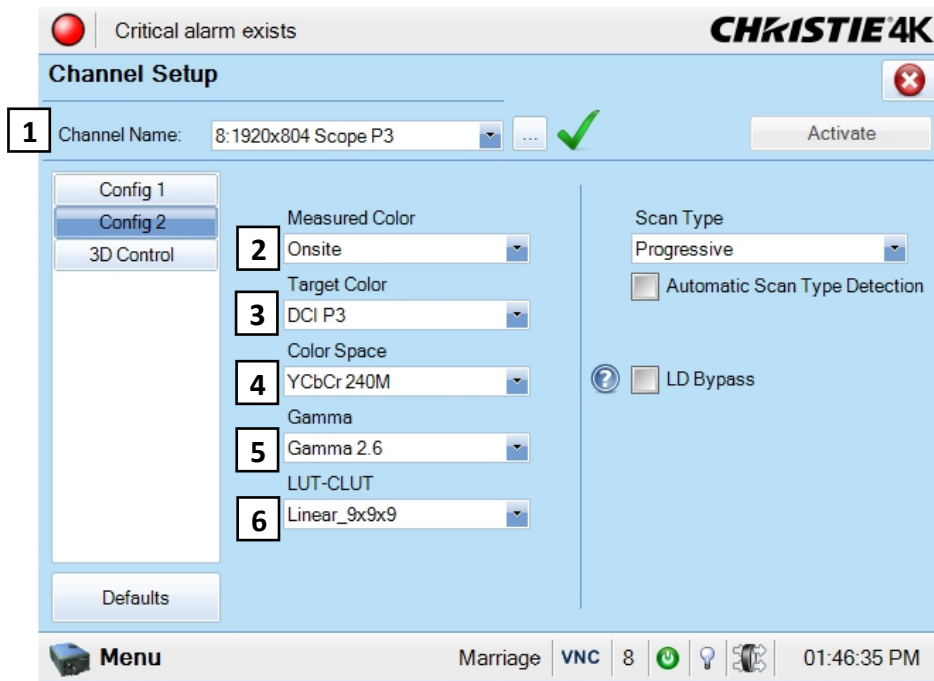 Critical alarm exists
CHRISTIE 4K
Channel Setup
1
Channel Name:
8:1920x804 Scope P3
...
Activate
Config 1
Config 2
3D Control
Measured Color
2
Onsite
Target Color
3
DCI P3
Color Space
4
YCbCr 240M
Gamma
5
Gamma 2.6
LUT-CLUT
6
Linear_9x9x9
Scan Type
Progressive
Automatic Scan Type Detection
? LD Bypass
Defaults
Menu
Marriage
VNC
8
01:46:35 PM